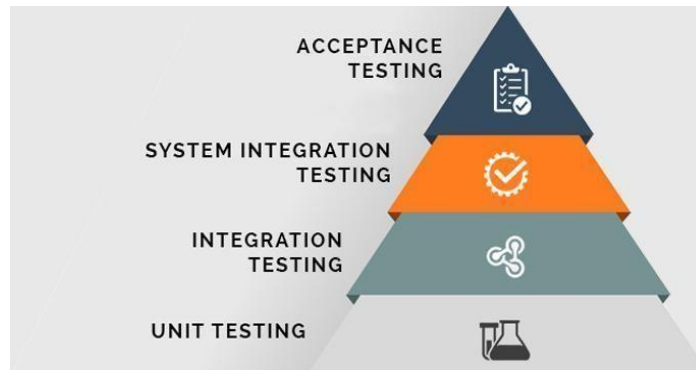 ACCEPTANCE
TESTING
SYSTEM INTEGRATION
TESTING
INTEGRATION
TESTING
UNIT TESTING